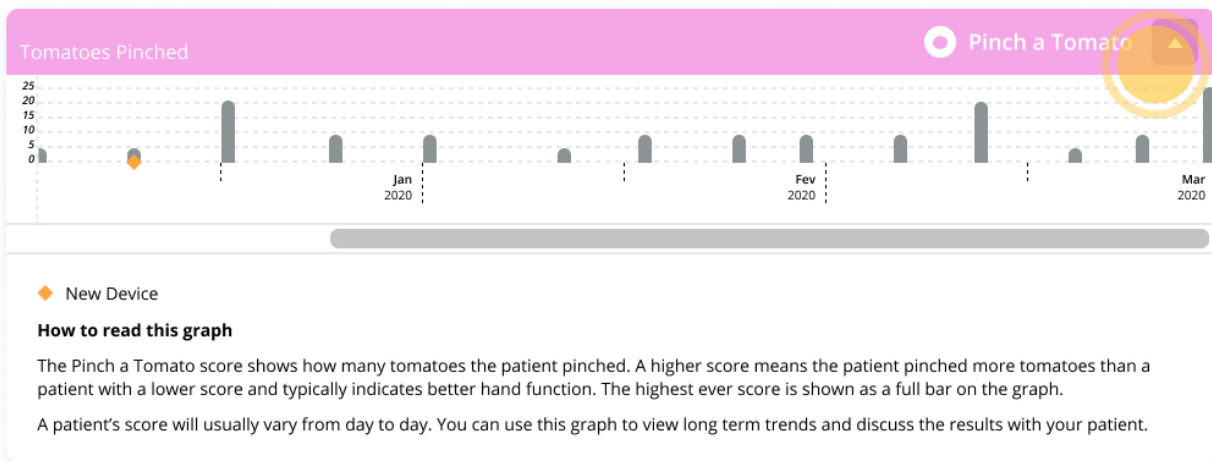 Tomatoes Pinched
Pinch a Tomato
25
20
15
10
5
0
Jan
2020
Fev
2020
Mar
2020
New Device
How to read this graph
The Pinch a Tomato score shows how many tomatoes the patient pinched. A higher score means the patient pinched more tomatoes than a
patient with a lower score and typically indicates better hand function. The highest ever score is shown as a full bar on the graph.
A patient’s score will usually vary from day to day. You can use this graph to view long term trends and discuss the results with your patient.